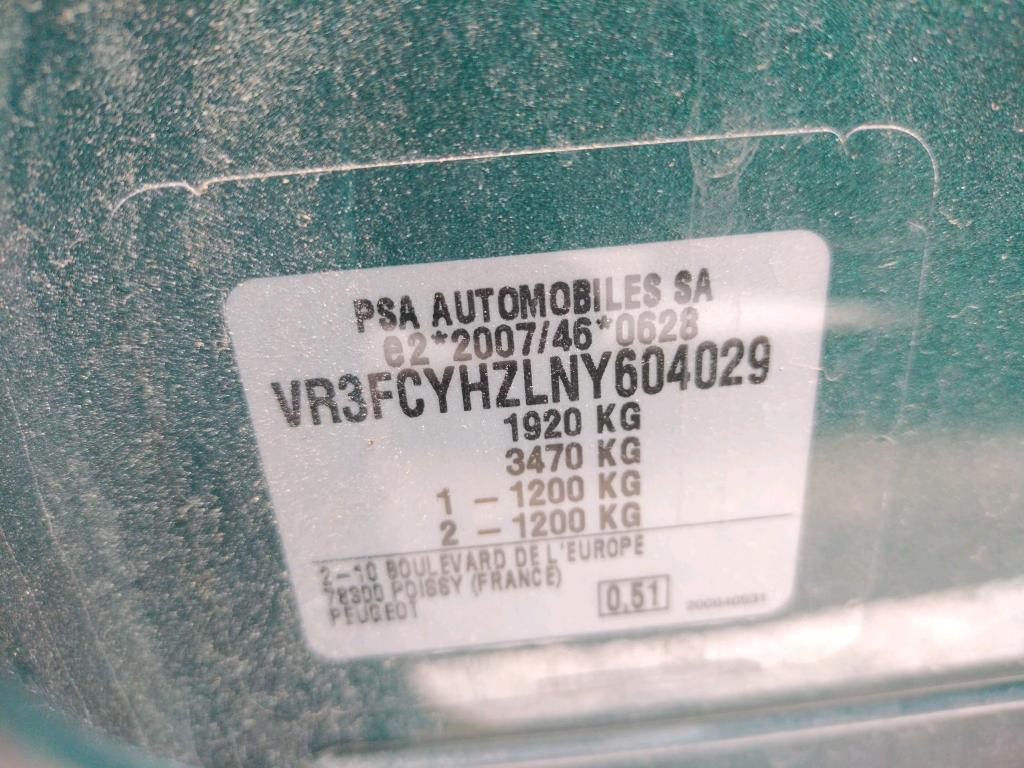 PSA AUTOMOBILES SA
e2*2007/46*0628
VR3FCYHZLNY604029
1920 KG
3470 KG
1 – 1200 KG
2 – 1200 KG
2–10 BOULEVARD DE L'EUROPE
78300 POISSY (FRANCE)
PEUGEOT
0,51